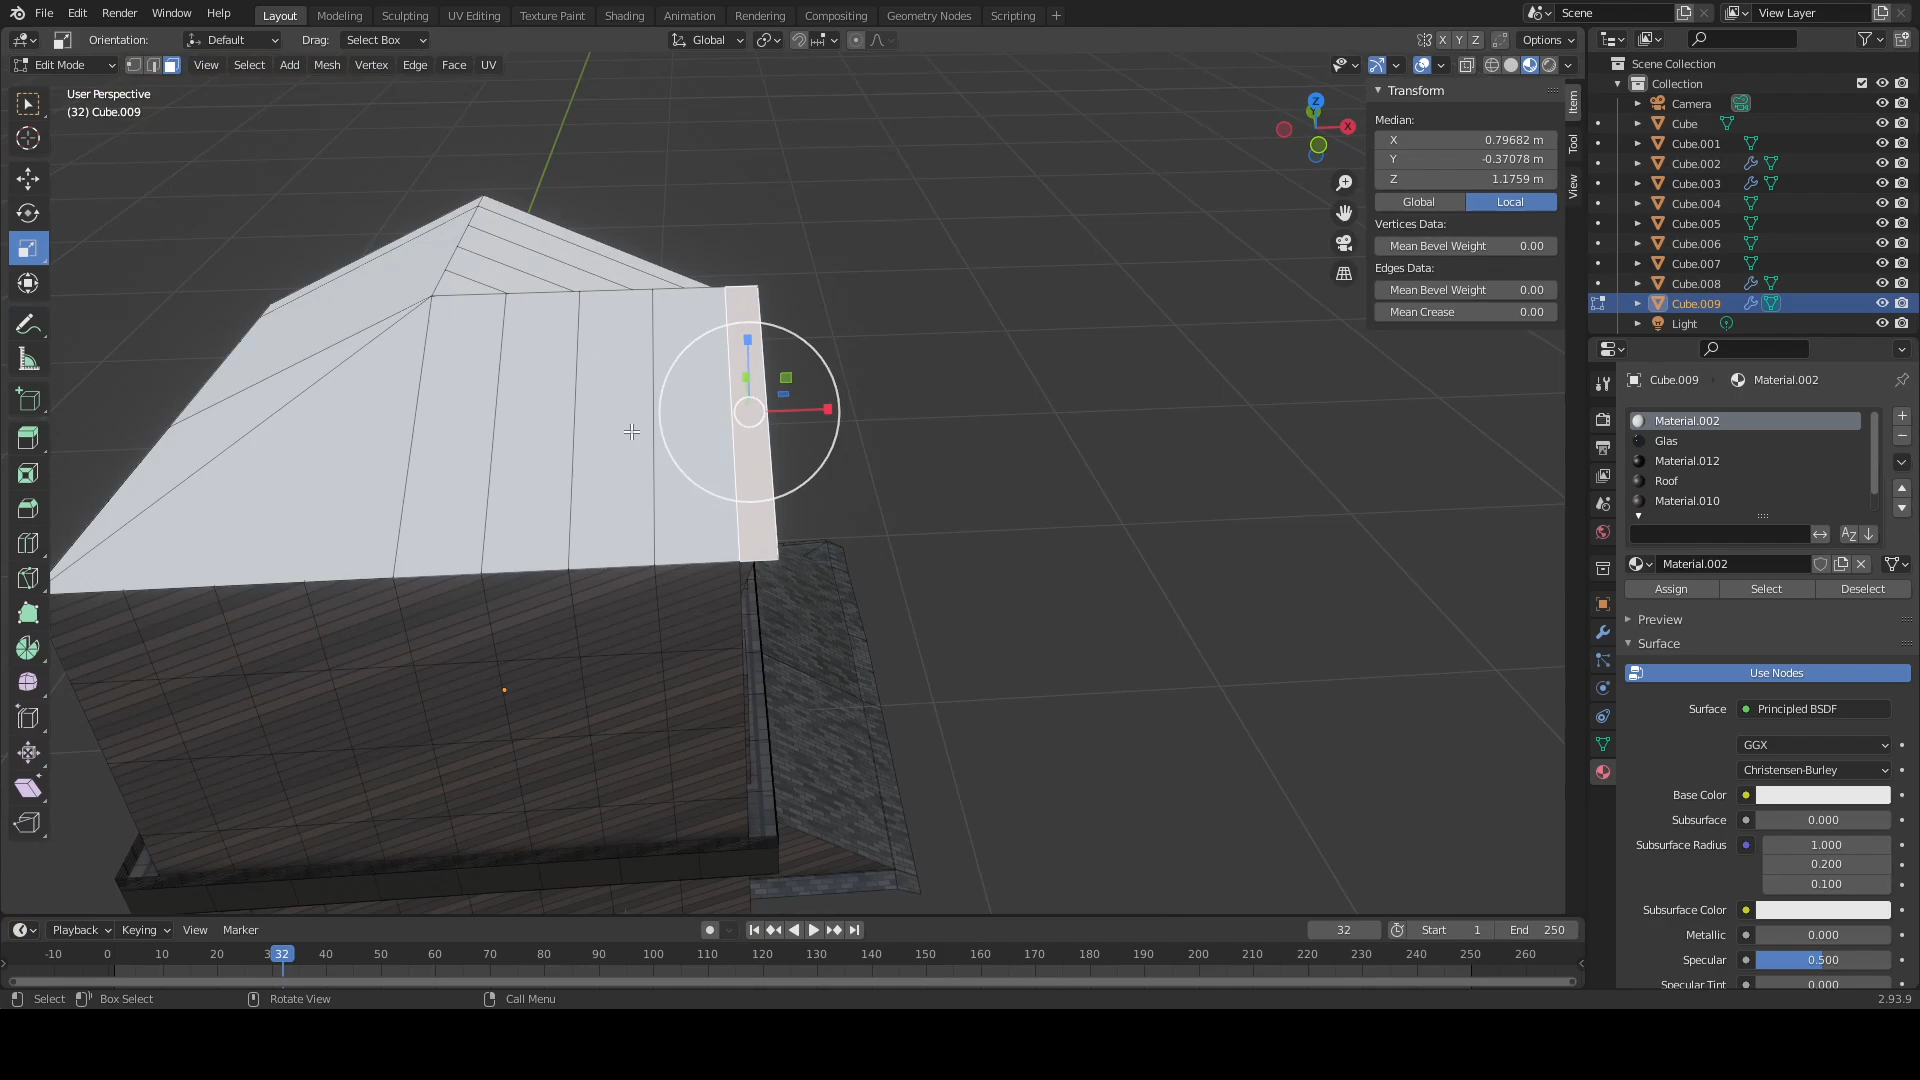 File Edit Render Window Help Layout Modeling Sculpting UV Editing Texture Paint Shading Animation Rendering Compositing Geometry Nodes Scripting + Scene View Layer
Orientation: Default Drag: Select Box Global X Y Z Options
Edit Mode View Select Add Mesh Vertex Edge Face UV
User Perspective
(32) Cube.009
Z
X
Transform
Median:
X 0.79682 m
Y -0.37078 m
Z 1.1759 m
Global Local
Vertices Data:
Mean Bevel Weight 0.00
Edges Data:
Mean Bevel Weight 0.00
Mean Crease 0.00
Item
Tool
View
Scene Collection
Collection
Camera
Cube
Cube.001
Cube.002
Cube.003
Cube.004
Cube.005
Cube.006
Cube.007
Cube.008
Cube.009
Light
Cube.009 Material.002
Material.002
Glas
Material.012
Roof
Material.010
Material.002
Assign Select Deselect
Preview
Surface
Use Nodes
Surface Principled BSDF
GGX
Christensen-Burley
Base Color
Subsurface 0.000
Subsurface Radius 1.000
0.200
0.100
Subsurface Color
Metallic 0.000
Specular 0.500
Specular Tint 0.000
Playback Keying View Marker 32 Start 1 End 250
-10 0 10 20 3 32 40 50 60 70 80 90 100 110 120 130 140 150 160 170 180 190 200 210 220 230 240 250 260
Select Box Select Rotate View Call Menu 2.93.9